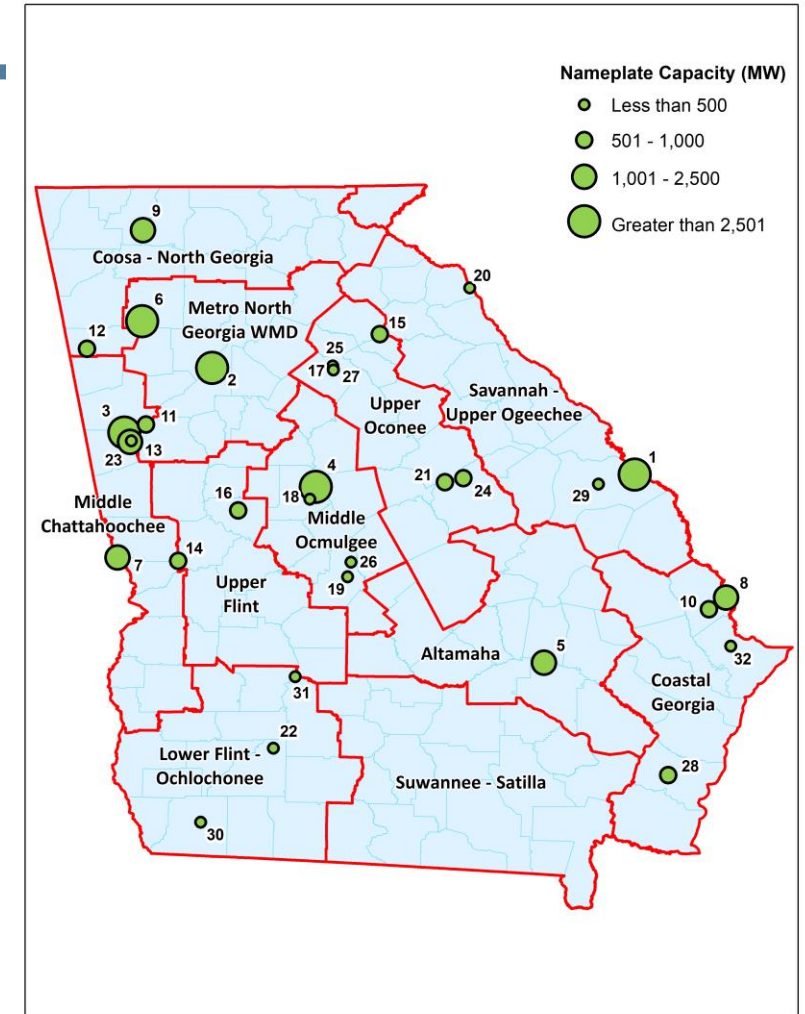 Nameplate Capacity (MW)
Less than 500
501 - 1,000
1,001 - 2,500
Greater than 2,501
9
Coosa - North Georgia
20
6
Metro North
Georgia WMD
15
12
2
25
17
27
Savannah -
Upper Ogeechee
Upper
Oconee
3
11
13
23
4
18
21
24
1
29
Middle
Chattahoochee
16
Middle
Ocmulgee
7
14
26
19
Upper
Flint
8
10
32
Altamaha
5
Coastal
Georgia
31
22
Lower Flint -
Ochlochonee
Suwannee - Satilla
28
30